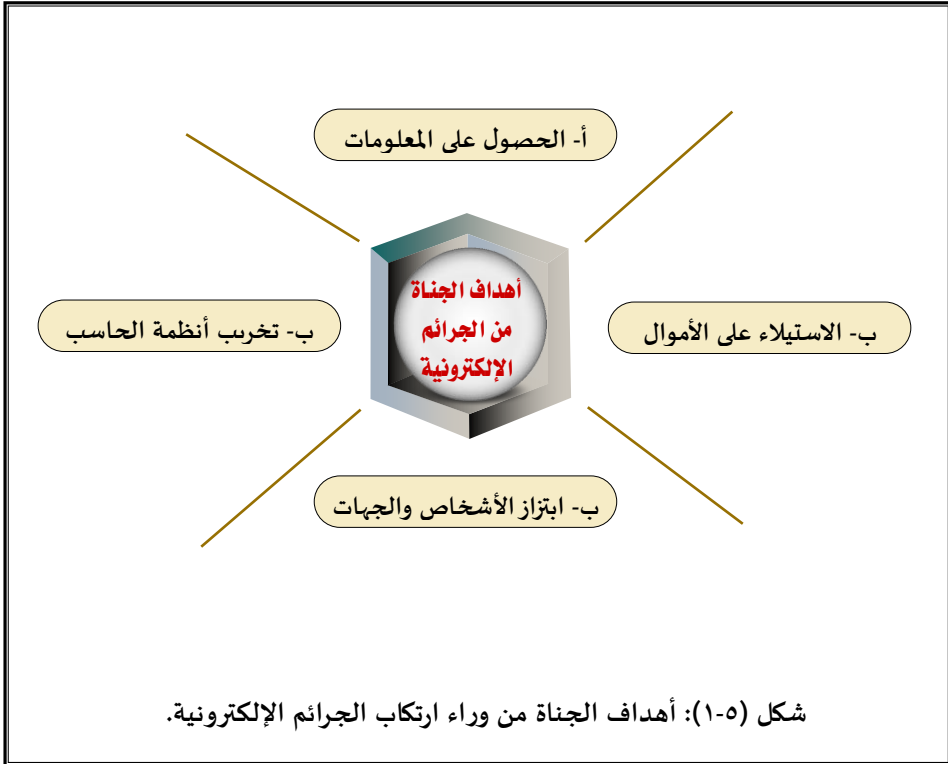 أ- الحصول على المعلومات
أهداف الجناة
من الجرائم
الإلكترونية
ب- الاستيلاء على الأموال
ب- تخريب أنظمة الحاسب
ب- ابتزاز الأشخاص والجهات
شكل (٥-١): أهداف الجناة من وراء ارتكاب الجرائم الإلكترونية.